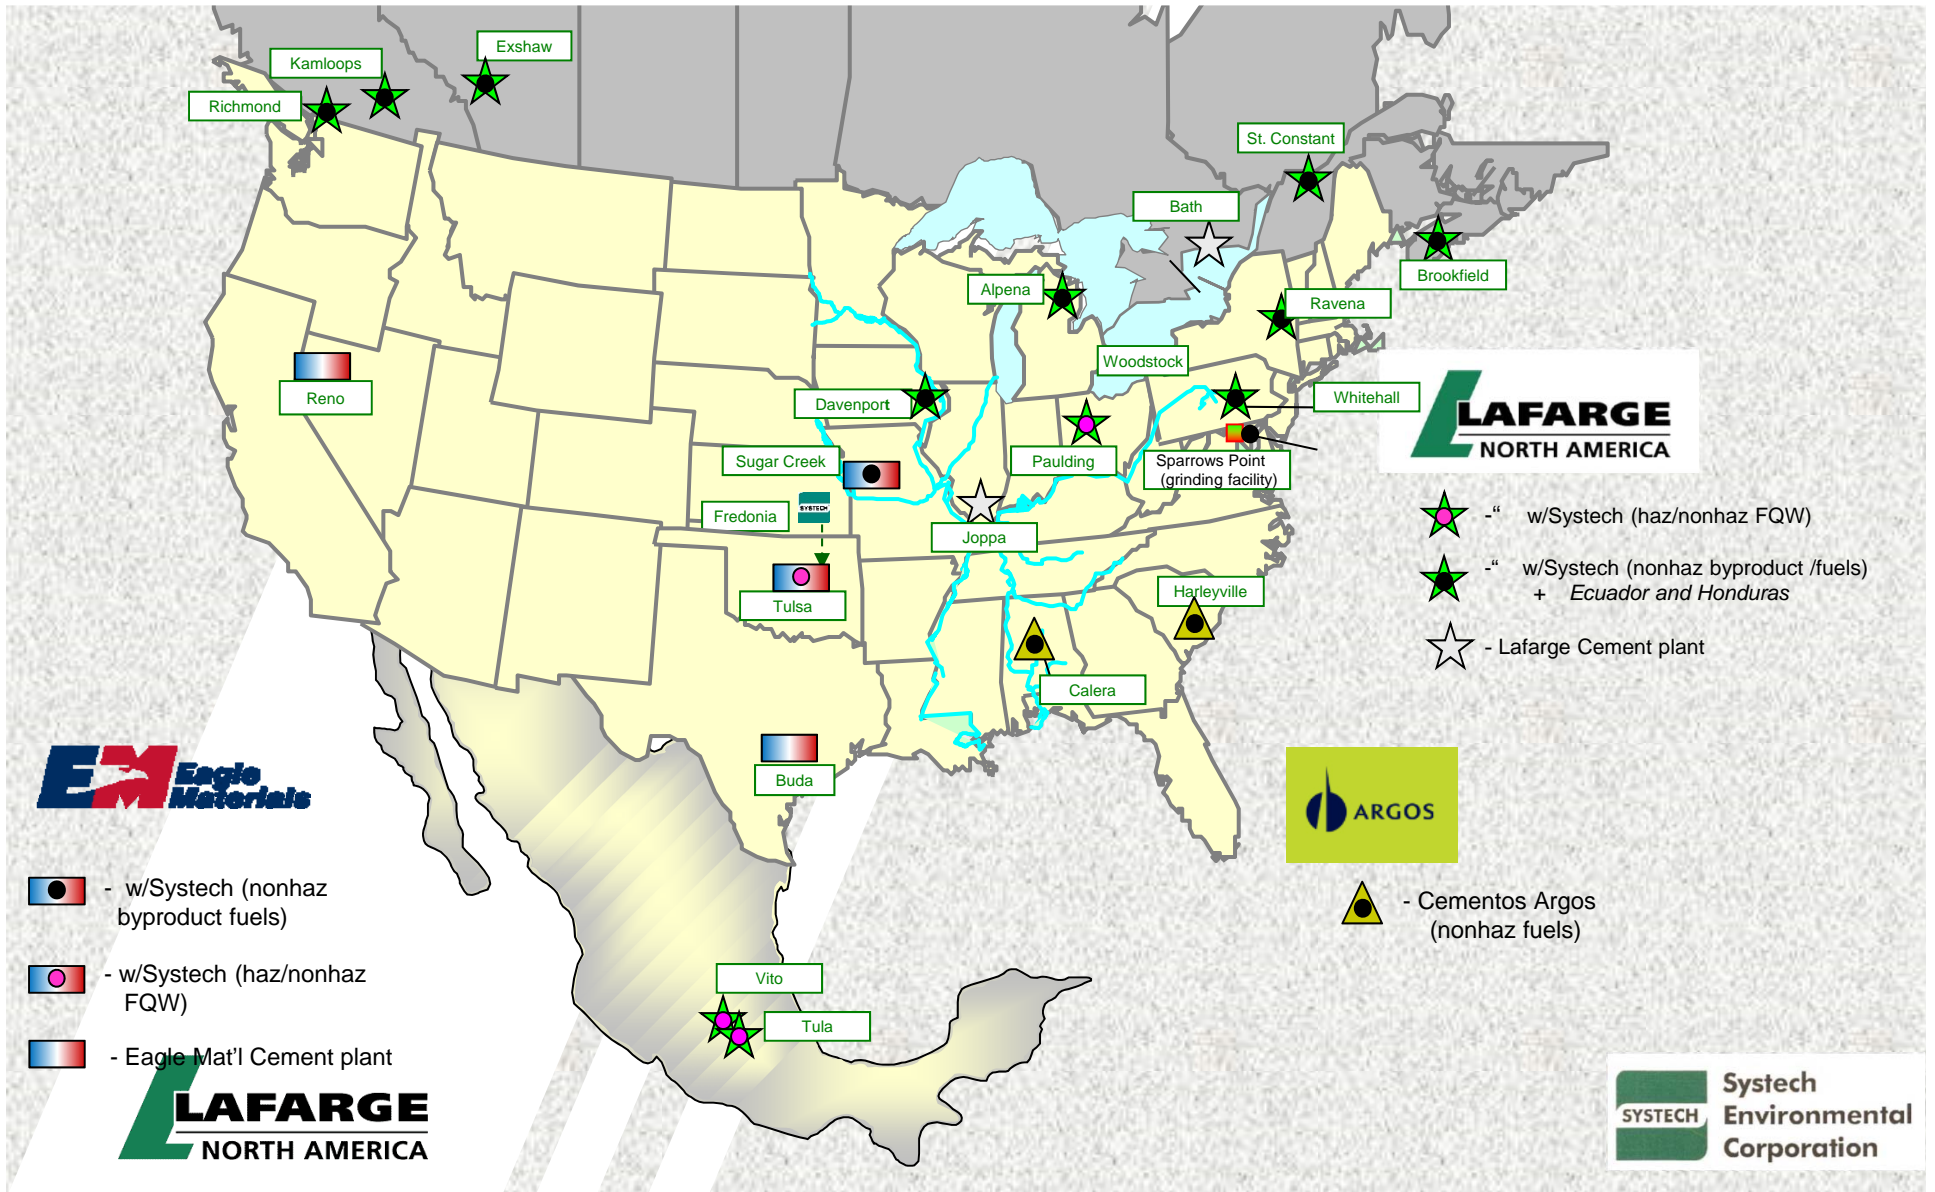 Exshaw
Kamloops
Richmond
St. Constant
Bath
Brookfield
Alpena
Ravena
Woodstock
Reno
Davenport
Whitehall
LAFARGE
NORTH AMERICA
Sugar Creek
Paulding
Sparrows Point
(grinding facility)
SYSTECH
Fredonia
Joppa
-“ w/Systech (haz/nonhaz FQW)
-“ w/Systech (nonhaz byproduct /fuels)
+ Ecuador and Honduras
- Lafarge Cement plant
Tulsa
Harleyville
Calera
Buda
EM Eagle
Materials
ARGOS
- w/Systech (nonhaz
byproduct fuels)
- w/Systech (haz/nonhaz
FQW)
- Eagle Mat'l Cement plant
- Cementos Argos
(nonhaz fuels)
Vito
Tula
LAFARGE
NORTH AMERICA
SYSTECH
Systech
Environmental
Corporation